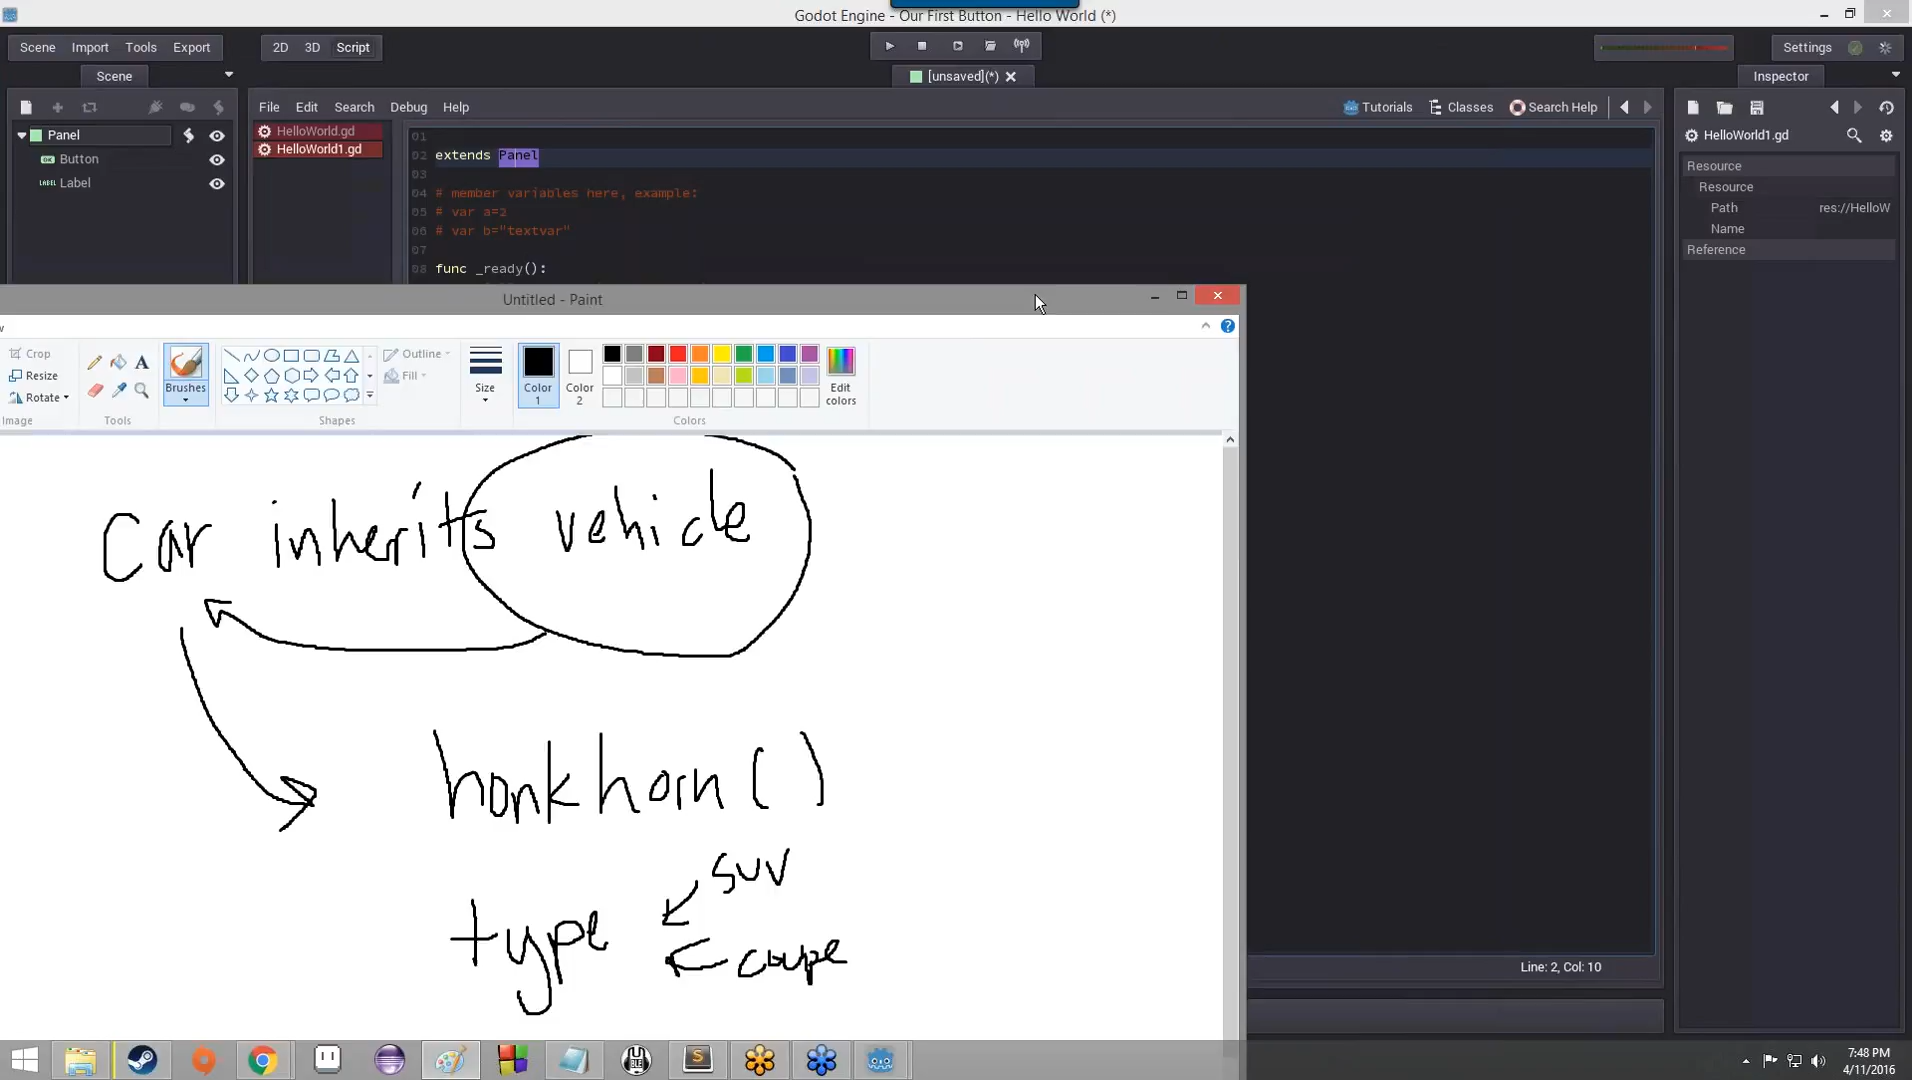 Godot Engine - Our First Button - Hello World (*)
Scene Import Tools Export 2D 3D Script Settings
Scene [unsaved](*) Inspector
File Edit Search Debug Help Tutorials Classes Search Help
Panel
Button
Label
HelloWorld.gd
HelloWorld1.gd
01
02 extends Panel
03
04 # member variables here, example:
05 # var a=2
06 # var b="textvar"
07
08 func _ready():
HelloWorld1.gd
Resource
Resource
Path res://HelloW
Name
Reference
Untitled - Paint
w
Crop
Resize
Rotate
Image
Tools
Brushes
Outline
Fill
Shapes
Size
Color 1
Color 2
Edit colors
Colors
Car inherits vehicle
honkhorn()
suv
type
coupe
Line: 2, Col: 10
7:48 PM
4/11/2016